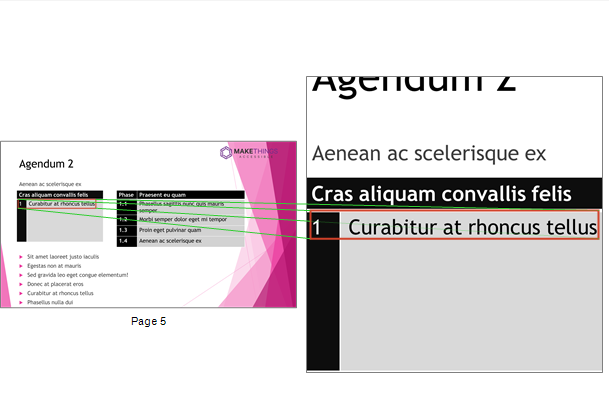 Agendum 2
MAKETHINGS
ACCESSIBLE
Aenean ac scelerisque ex
Cras aliquam convallis felis
1 Curabitur at rhoncus tellus
Phase Praesent eu quam
1.1 Phasellus sagittis nunc quis mauris semper
1.2 Morbi semper dolor eget mi tempor
1.3 Proin eget pulvinar quam
1.4 Aenean ac scelerisque ex
Sit amet laoreet justo iaculis
Egestas non at mauris
Sed gravida leo eget congue elementum!
Donec at placerat eros
Curabitur at rhoncus tellus
Phasellus nulla dui
Page 5
Agendum 2
Aenean ac scelerisque ex
Cras aliquam convallis felis
1 Curabitur at rhoncus tellus